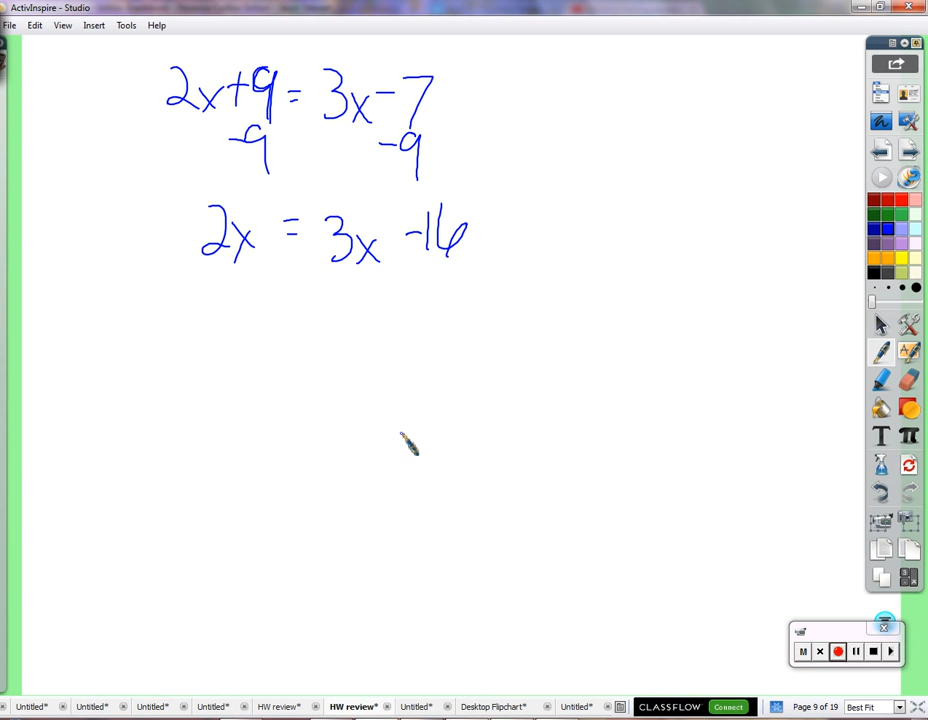 ActivInspire - Studio
File Edit View Insert Tools Help
2x+9 = 3x-7
-9 -9
2x = 3x -16
M
Untitled* Untitled* Untitled* Untitled* HW review* HW review* Untitled* Desktop Flipchart* Untitled* CLASSFLOW Connect Page 9 of 19 Best Fit